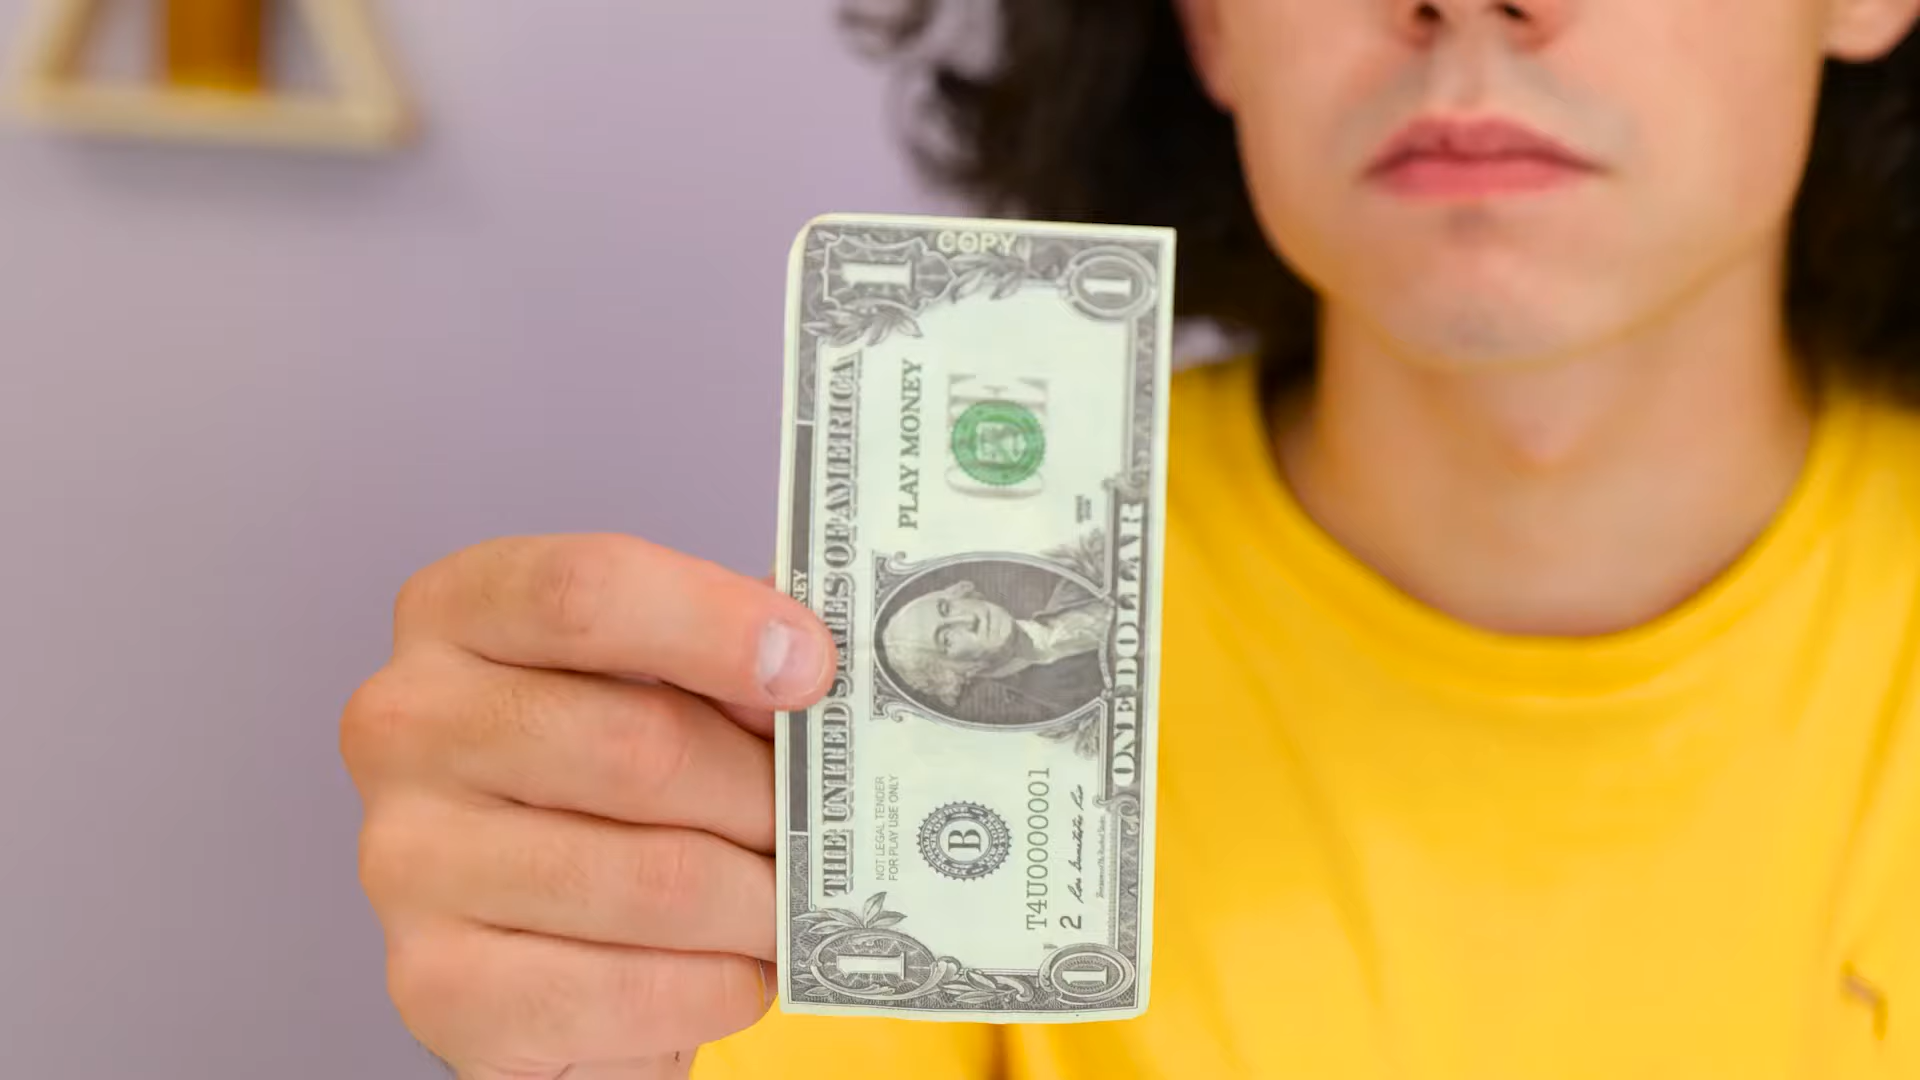 COPY
1
1
THE UNITED STATES OF AMERICA
PLAY MONEY
NOT LEGAL TENDER
FOR PLAY USE ONLY
B
T4U0000001
2
ONE DOLLAR
1
1